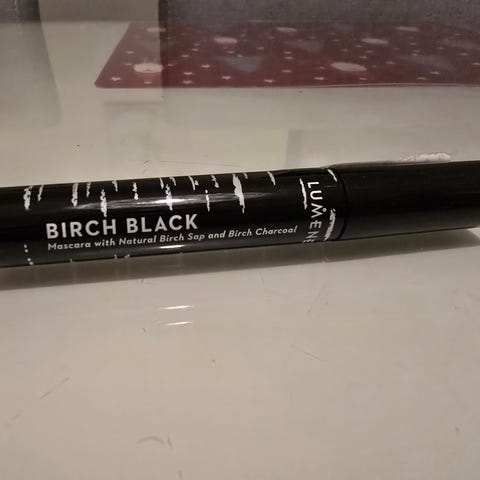 BIRCH BLACK
Mascara with Natural Birch Sap and Birch Charcoal
LUMENE